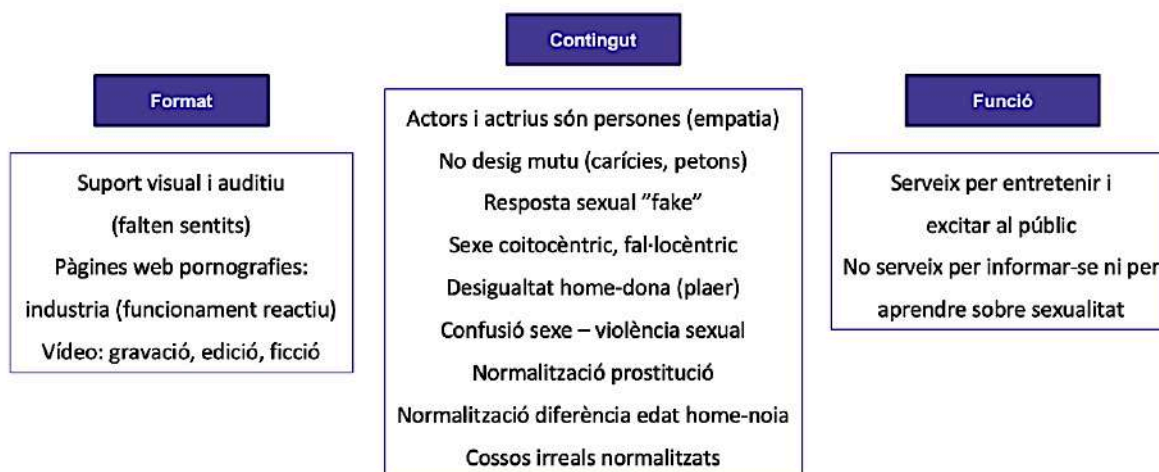 Format
Suport visual i auditiu
(falten sentits)
Pàgines web pornografies:
industria (funcionament reactiu)
Vídeo: gravació, edició, ficció
Contingut
Actors i actrius són persones (empatia)
No desig mutu (carícies, petons)
Resposta sexual "fake"
Sexe coitocèntric, fal·locèntric
Desigualtat home-dona (plaer)
Confusió sexe – violència sexual
Normalització prostitució
Normalització diferència edat home-noia
Cossos irreals normalitzats
Funció
Serveix per entretenir i
excitar al públic
No serveix per informar-se ni per
aprendre sobre sexualitat